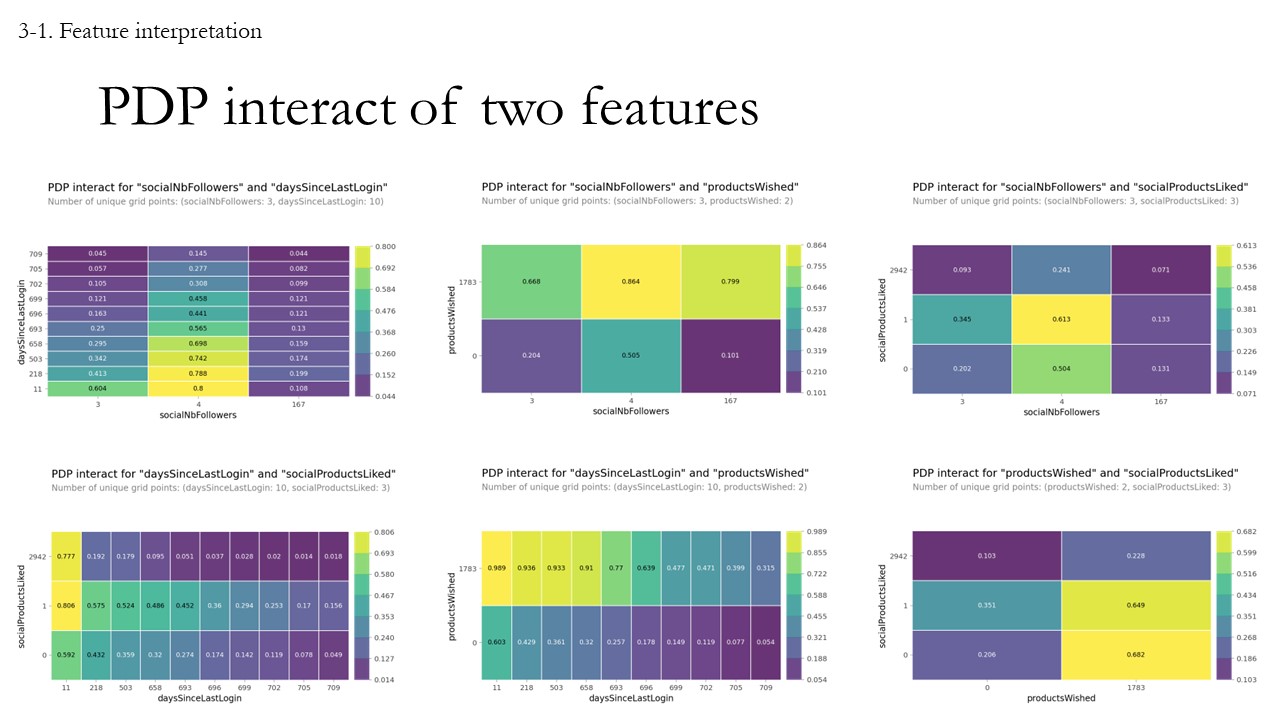 3-1. Feature interpretation
PDP interact of two features
PDP interact for "socialNbFollowers" and "daysSinceLastLogin"
Number of unique grid points: (socialNbFollowers: 3, daysSinceLastLogin: 10)
daysSinceLastLogin
709 0.045 0.145 0.044
705 0.057 0.277 0.082
702 0.105 0.308 0.099
699 0.121 0.458 0.121
696 0.163 0.441 0.121
693 0.25 0.565 0.13
658 0.295 0.698 0.159
503 0.342 0.742 0.174
218 0.413 0.788 0.199
11 0.604 0.8 0.108
3 4 167
socialNbFollowers
0.800
0.692
0.584
0.476
0.368
0.260
0.152
0.044
PDP interact for "socialNbFollowers" and "productsWished"
Number of unique grid points: (socialNbFollowers: 3, productsWished: 2)
productsWished
1783 0.668 0.864 0.799
0 0.204 0.505 0.101
3 4 167
socialNbFollowers
0.864
0.755
0.646
0.537
0.428
0.319
0.210
0.101
PDP interact for "socialNbFollowers" and "socialProductsLiked"
Number of unique grid points: (socialNbFollowers: 3, socialProductsLiked: 3)
socialProductsLiked
2942 0.093 0.241 0.071
1 0.345 0.613 0.133
0 0.202 0.504 0.131
3 4 167
socialNbFollowers
0.613
0.536
0.458
0.381
0.303
0.226
0.149
0.071
PDP interact for "daysSinceLastLogin" and "socialProductsLiked"
Number of unique grid points: (daysSinceLastLogin: 10, socialProductsLiked: 3)
socialProductsLiked
2942 0.777 0.192 0.179 0.095 0.051 0.037 0.028 0.02 0.014 0.018
1 0.806 0.575 0.524 0.486 0.452 0.36 0.294 0.253 0.17 0.156
0 0.592 0.432 0.359 0.32 0.274 0.174 0.142 0.119 0.078 0.049
11 218 503 658 693 696 699 702 705 709
daysSinceLastLogin
0.806
0.693
0.580
0.467
0.353
0.240
0.127
0.014
PDP interact for "daysSinceLastLogin" and "productsWished"
Number of unique grid points: (daysSinceLastLogin: 10, productsWished: 2)
productsWished
1783 0.989 0.936 0.933 0.91 0.77 0.639 0.477 0.471 0.399 0.315
0 0.603 0.429 0.361 0.32 0.257 0.178 0.149 0.119 0.077 0.054
11 218 503 658 693 696 699 702 705 709
daysSinceLastLogin
0.989
0.855
0.722
0.588
0.455
0.321
0.188
0.054
PDP interact for "productsWished" and "socialProductsLiked"
Number of unique grid points: (productsWished: 2, socialProductsLiked: 3)
socialProductsLiked
2942 0.103 0.228
1 0.351 0.649
0 0.206 0.682
0 1783
productsWished
0.682
0.599
0.516
0.434
0.351
0.268
0.186
0.103